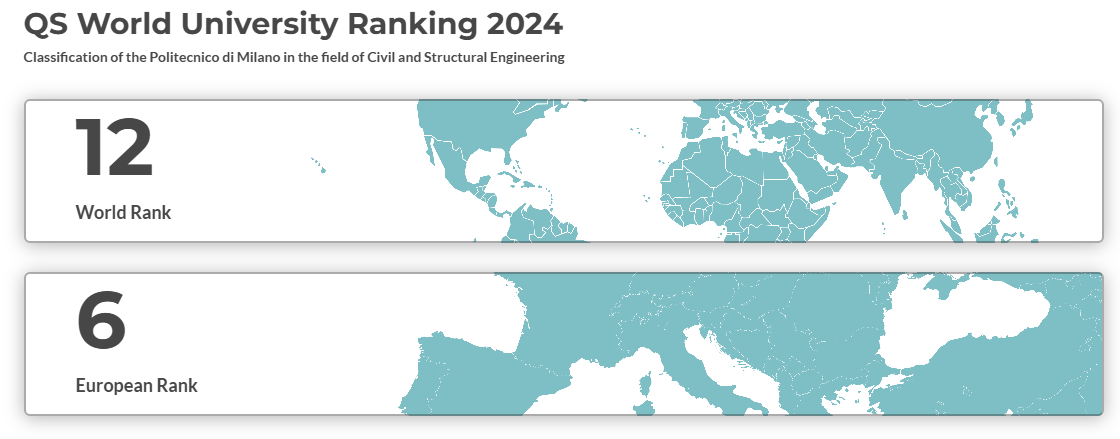 QS World University Ranking 2024
Classification of the Politecnico di Milano in the field of Civil and Structural Engineering
12
World Rank
6
European Rank